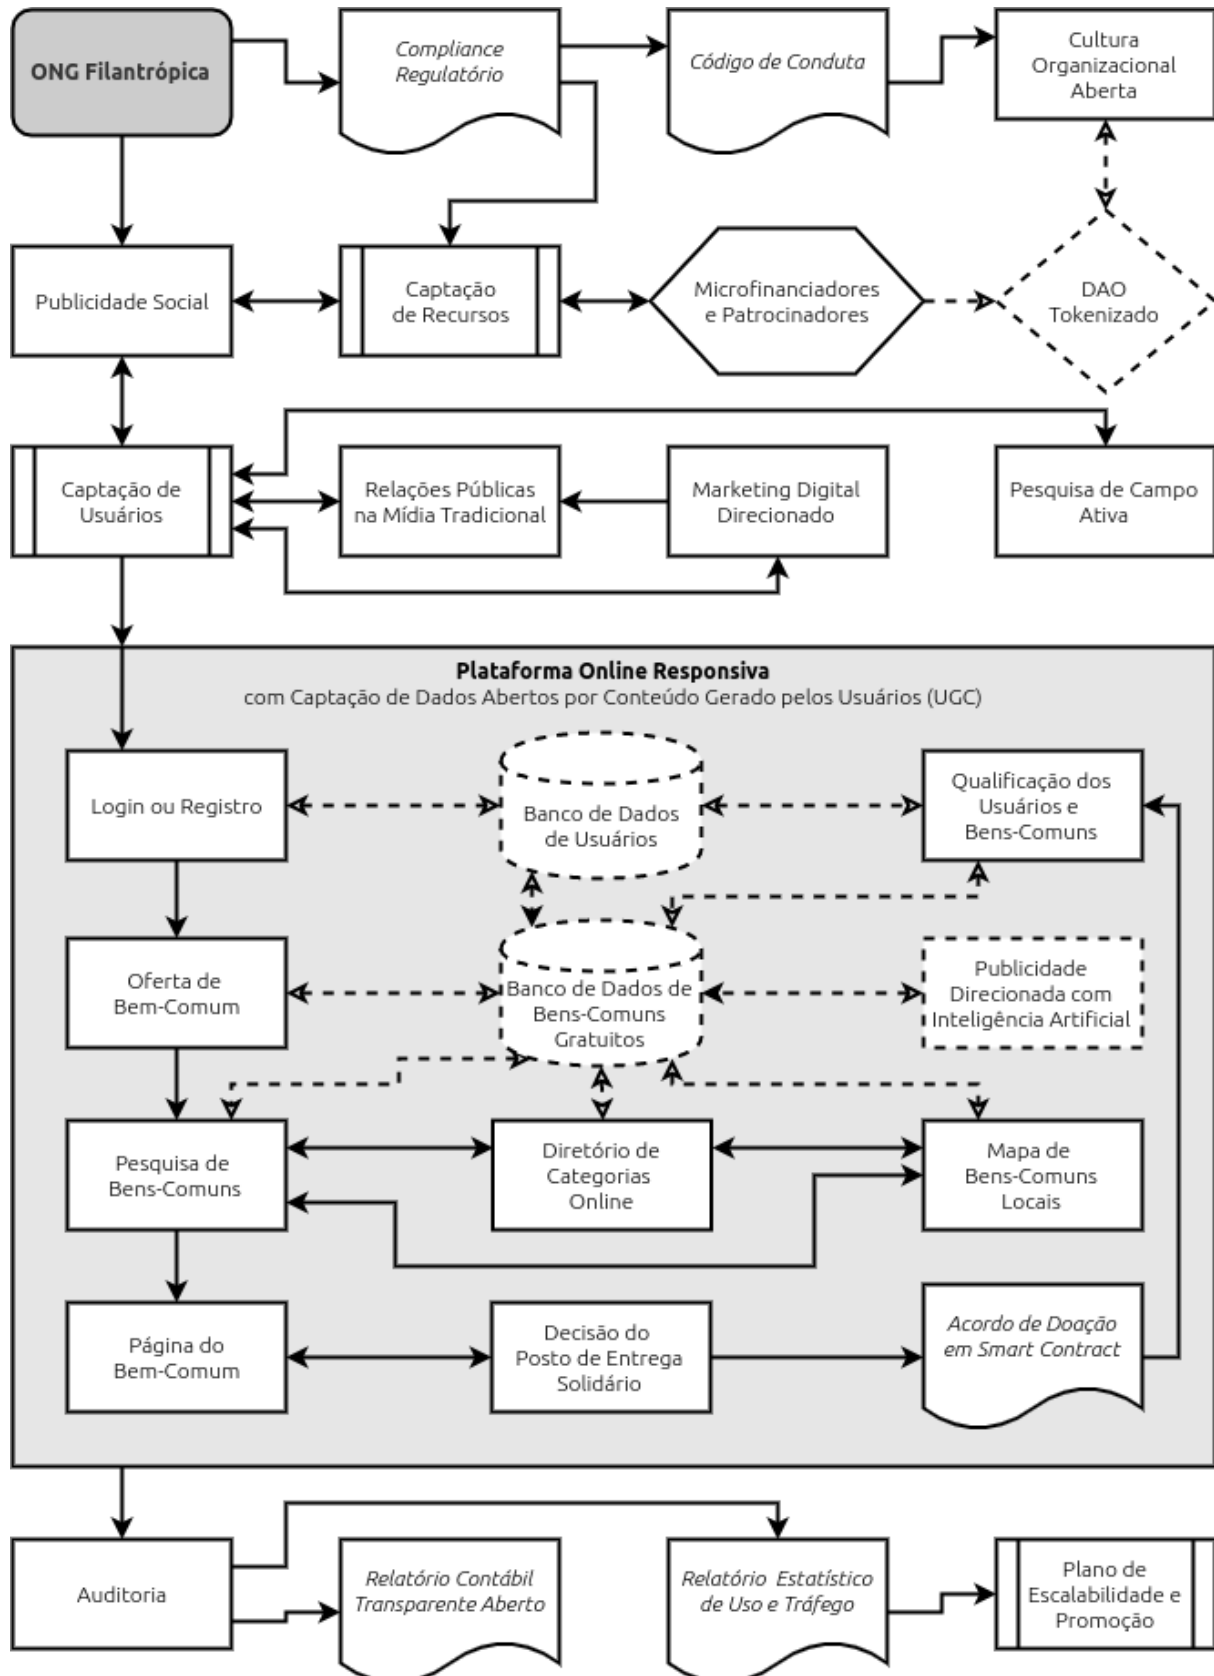 ONG Filantrópica
Compliance
Regulatório
Código de Conduta
Cultura
Organizacional
Aberta
Publicidade Social
Captação
de Recursos
Microfinanciadores
e Patrocinadores
DAO
Tokenizado
Captação de
Usuários
Relações Públicas
na Mídia Tradicional
Marketing Digital
Direcionado
Pesquisa de Campo
Ativa
Plataforma Online Responsiva
com Captação de Dados Abertos por Conteúdo Gerado pelos Usuários (UGC)
Login ou Registro
Banco de Dados
de Usuários
Qualificação dos
Usuários e
Bens-Comuns
Oferta de
Bem-Comum
Banco de Dados de
Bens-Comuns
Gratuitos
Publicidade
Direcionada com
Inteligência Artificial
Pesquisa de
Bens-Comuns
Diretório de
Categorias
Online
Mapa de
Bens-Comuns
Locais
Página do
Bem-Comum
Decisão do
Posto de Entrega
Solidário
Acordo de Doação
em Smart Contract
Auditoria
Relatório Contábil
Transparente Aberto
Relatório Estatístico
de Uso e Tráfego
Plano de
Escalabilidade e
Promoção